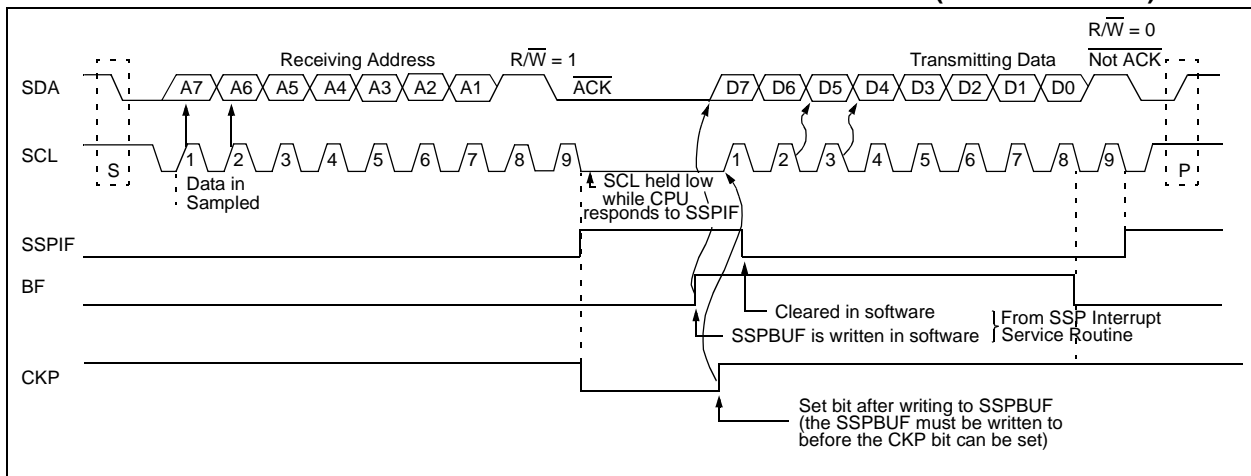 R/W̅ = 0
Receiving Address R/W̅ = 1 Transmitting Data N̅o̅t̅ ̅A̅C̅K̅
SDA A7 A6 A5 A4 A3 A2 A1 A̅C̅K̅ D7 D6 D5 D4 D3 D2 D1 D0
SCL 1 2 3 4 5 6 7 8 9 1 2 3 4 5 6 7 8 9
S P
Data in
Sampled
SCL held low
while CPU
responds to SSPIF
SSPIF
BF
Cleared in software
SSPBUF is written in software
From SSP Interrupt
Service Routine
CKP
Set bit after writing to SSPBUF
(the SSPBUF must be written to
before the CKP bit can be set)